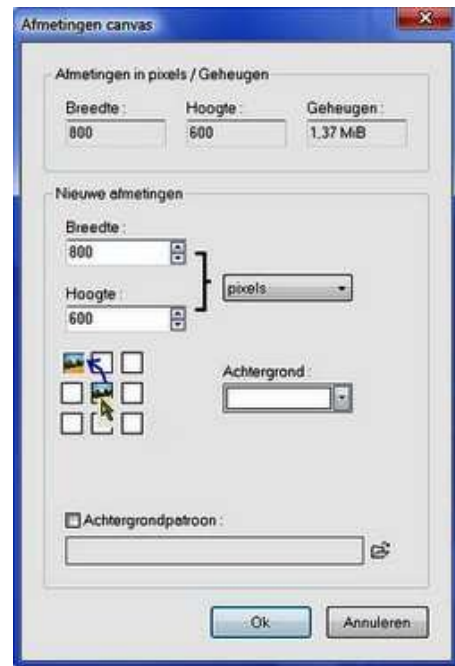 Afmetingen canvas
Afmetingen in pixels / Geheugen
Breedte : Hoogte : Geheugen :
800 600 1,37 MiB
Nieuwe afmetingen
Breedte :
800
pixels
Hoogte :
600
Achtergrond :
Achtergrondpatroon :
Ok Annuleren